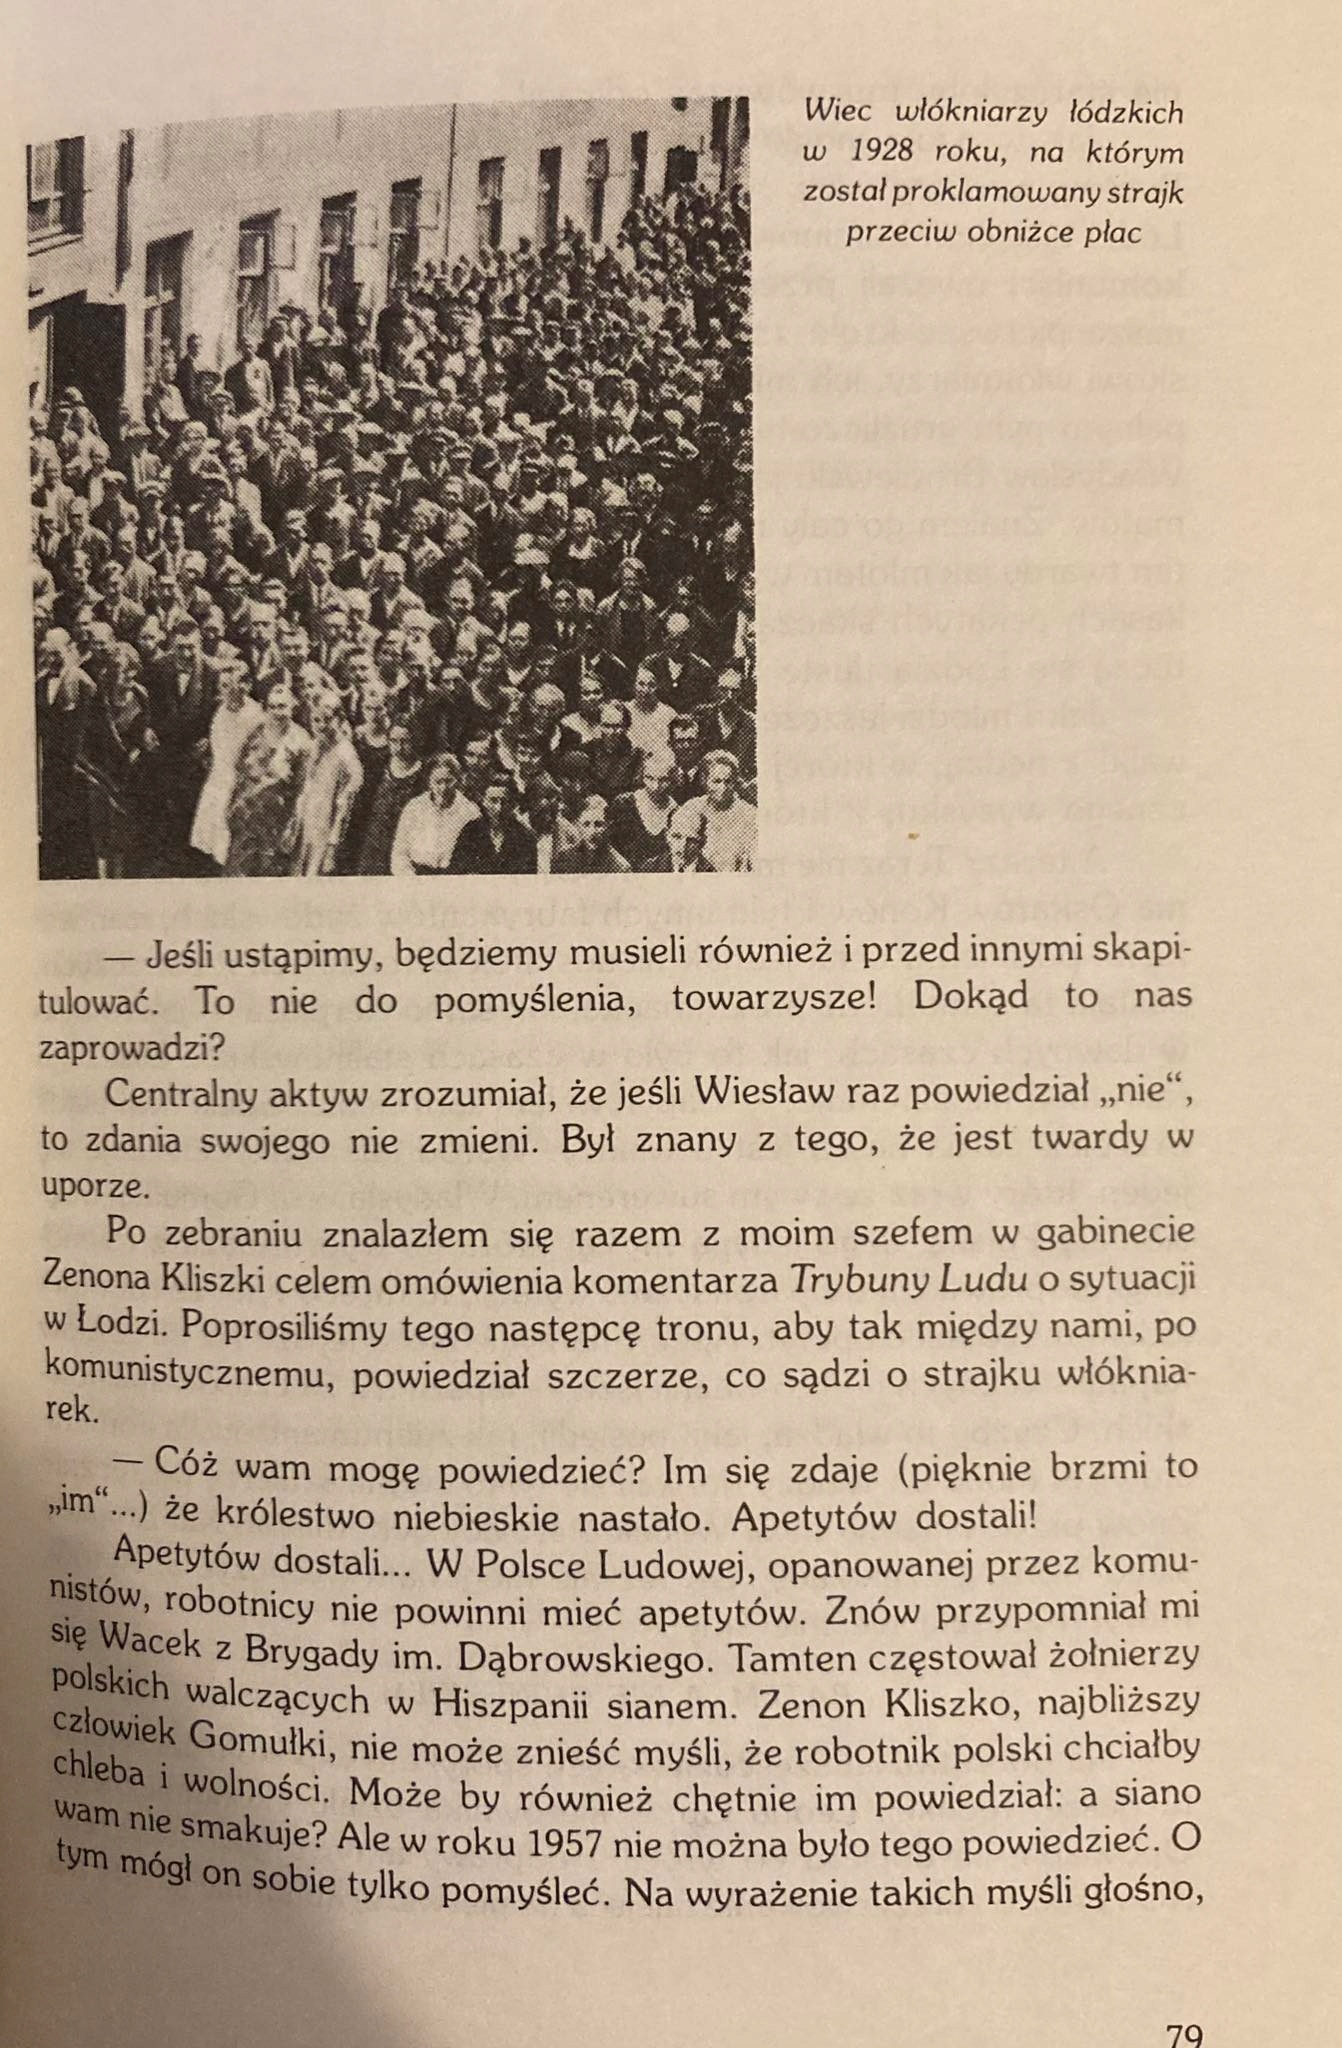 Wiec włókniarzy łódzkich
w 1928 roku, na którym
został proklamowany strajk
przeciw obniżce płac
— Jeśli ustąpimy, będziemy musieli również i przed innymi skapi-
tulować. To nie do pomyślenia, towarzysze! Dokąd to nas
zaprowadzi?
Centralny aktyw zrozumiał, że jeśli Wiesław raz powiedział „nie“,
to zdania swojego nie zmieni. Był znany z tego, że jest twardy w
uporze.
Po zebraniu znalazłem się razem z moim szefem w gabinecie
Zenona Kliszki celem omówienia komentarza Trybuny Ludu o sytuacji
w Łodzi. Poprosiliśmy tego następcę tronu, aby tak między nami, po
komunistycznemu, powiedział szczerze, co sądzi o strajku włóknia-
rek.
— Cóż wam mogę powiedzieć? Im się zdaje (pięknie brzmi to
„im“...) że królestwo niebieskie nastało. Apetytów dostali!
Apetytów dostali... W Polsce Ludowej, opanowanej przez komu-
nistów, robotnicy nie powinni mieć apetytów. Znów przypomniał mi
się Wacek z Brygady im. Dąbrowskiego. Tamten częstował żołnierzy
polskich walczących w Hiszpanii sianem. Zenon Kliszko, najbliższy
człowiek Gomułki, nie może znieść myśli, że robotnik polski chciałby
chleba i wolności. Może by również chętnie im powiedział: a siano
wam nie smakuje? Ale w roku 1957 nie można było tego powiedzieć. O
tym mógł on sobie tylko pomyśleć. Na wyrażenie takich myśli głośno,
79